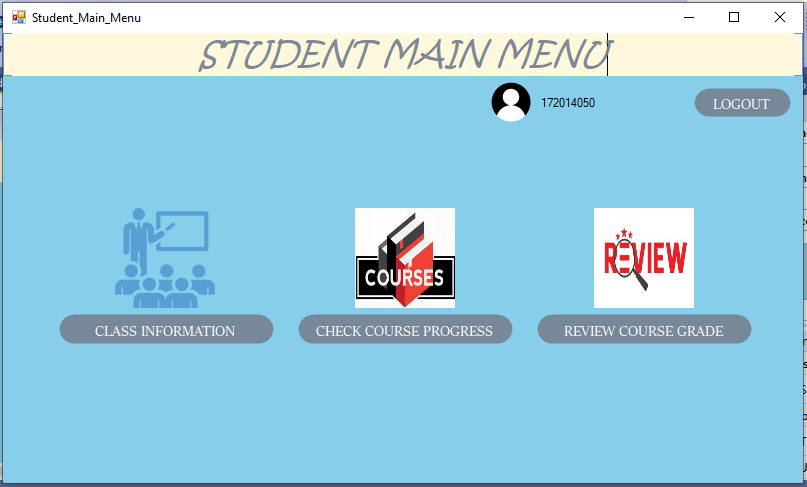 Student_Main_Menu
STUDENT MAIN MENU
172014050
LOGOUT
COURSES
REVIEW
CLASS INFORMATION
CHECK COURSE PROGRESS
REVIEW COURSE GRADE